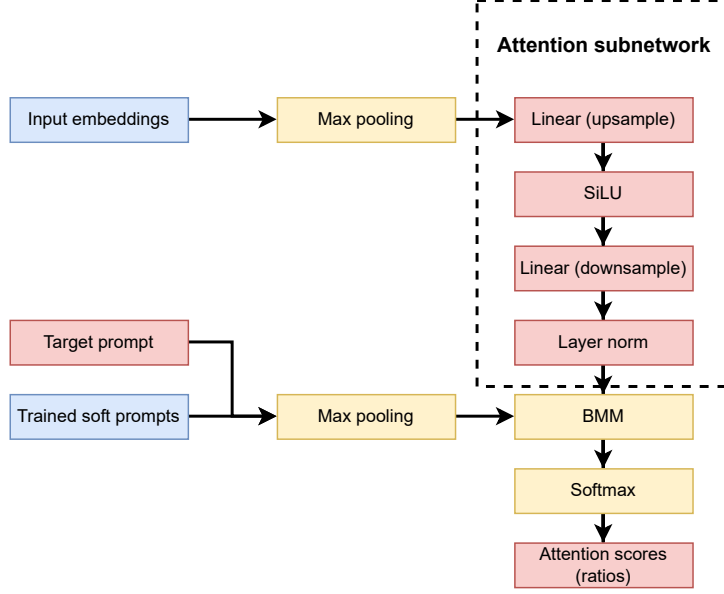 Attention subnetwork
Input embeddings
Max pooling
Linear (upsample)
SiLU
Linear (downsample)
Target prompt
Layer norm
Trained soft prompts
Max pooling
BMM
Softmax
Attention scores
(ratios)